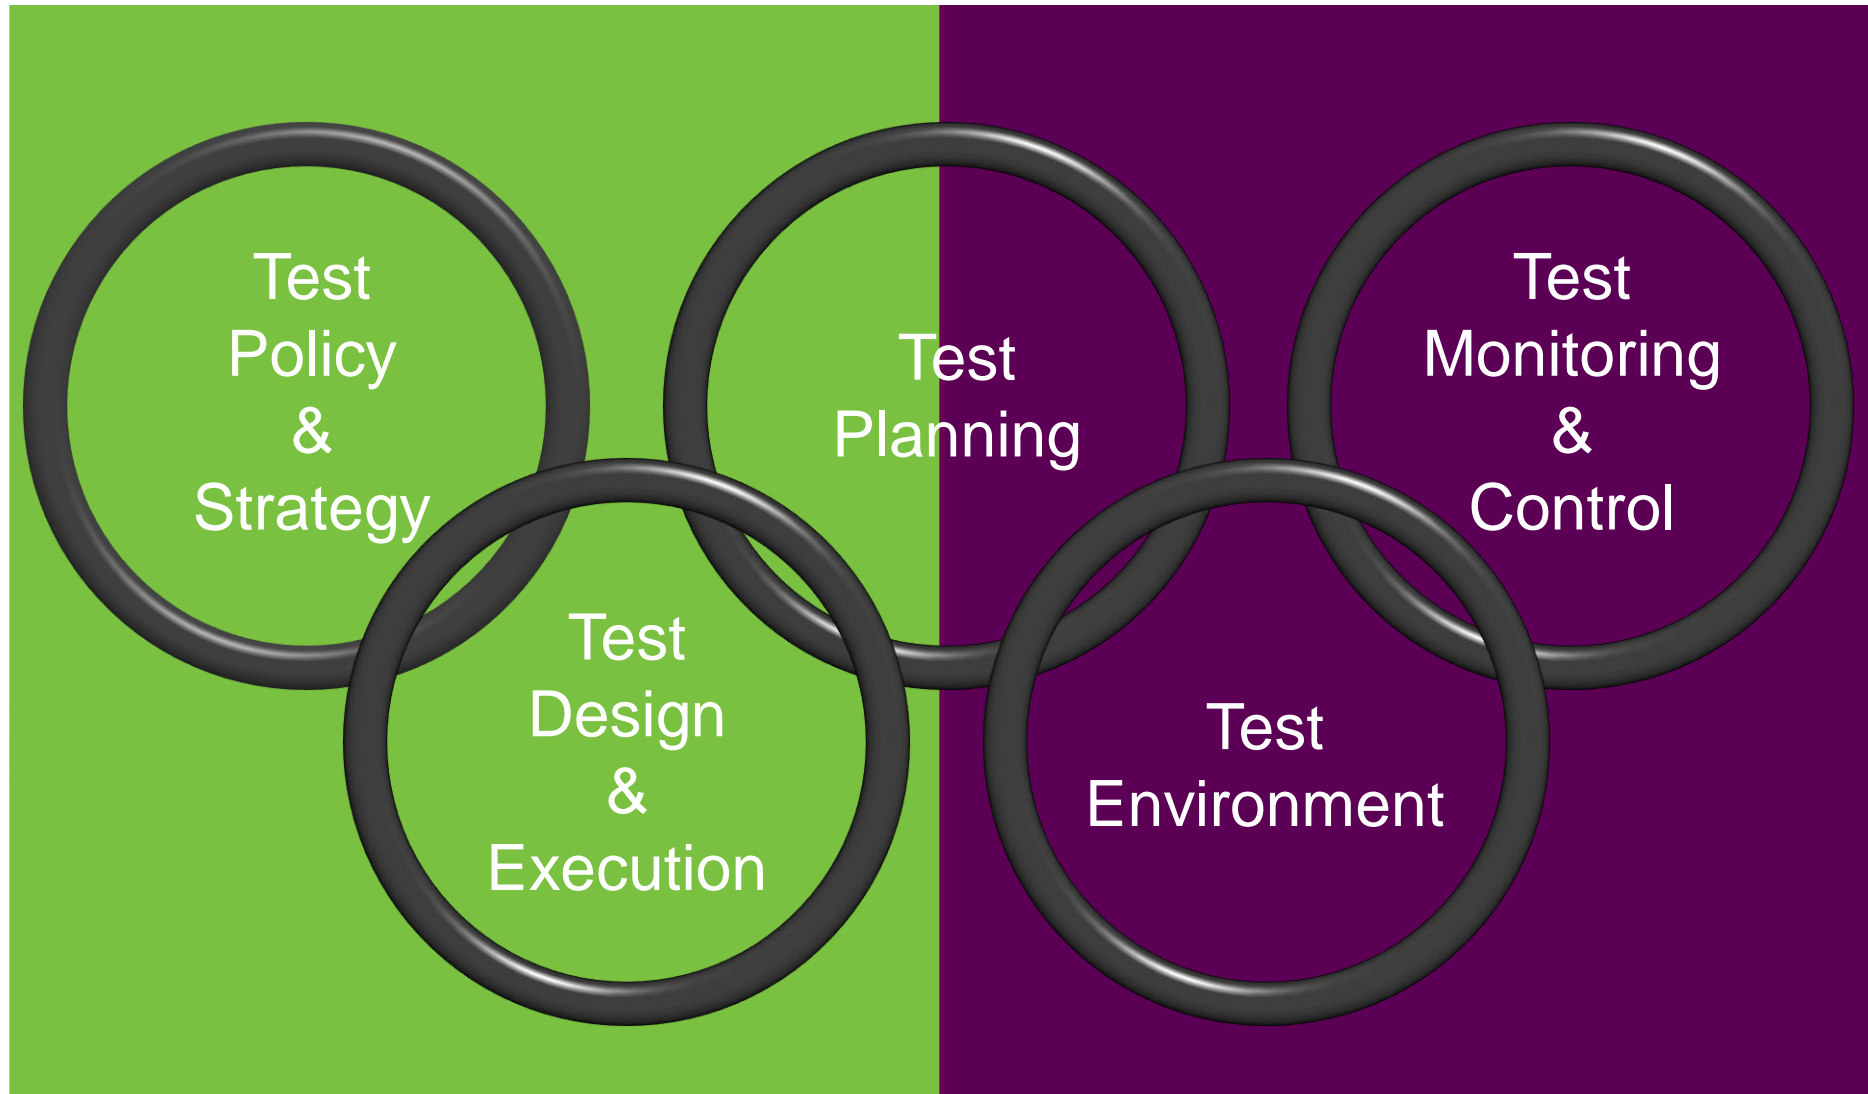 Test
Policy
&
Strategy
Test
Planning
Test
Monitoring
&
Control
Test
Design
&
Execution
Test
Environment